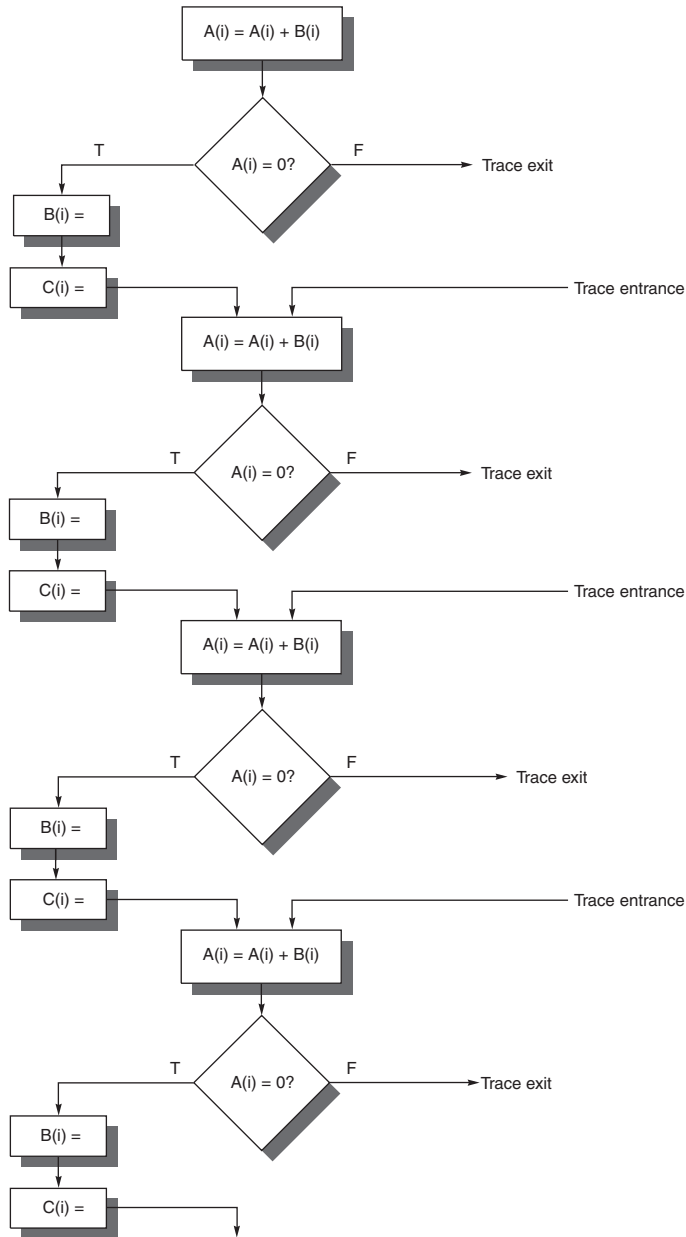 A(i) = A(i) + B(i)
T
A(i) = 0?
F
Trace exit
B(i) =
C(i) =
Trace entrance
A(i) = A(i) + B(i)
T
A(i) = 0?
F
Trace exit
B(i) =
C(i) =
Trace entrance
A(i) = A(i) + B(i)
T
A(i) = 0?
F
Trace exit
B(i) =
C(i) =
Trace entrance
A(i) = A(i) + B(i)
T
A(i) = 0?
F
Trace exit
B(i) =
C(i) =